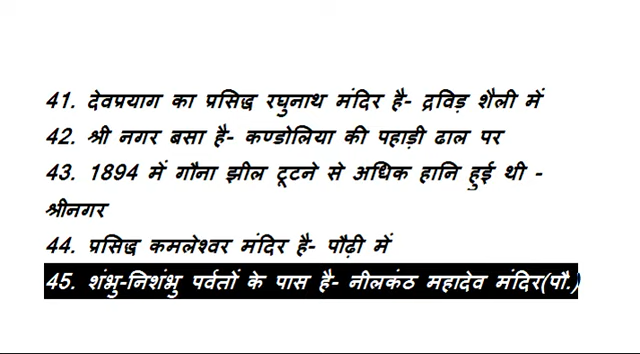 41. देवप्रयाग का प्रसिद्ध रघुनाथ मंदिर है- द्रविड़ शैली में
42. श्री नगर बसा है- कण्डोलिया की पहाड़ी ढाल पर
43. 1894 में गौना झील टूटने से अधिक हानि हुई थी -
श्रीनगर
44. प्रसिद्ध कमलेश्वर मंदिर है- पौढ़ी में
45. शंभु-निशंभु पर्वतों के पास है- नीलकंठ महादेव मंदिर(पौ.)